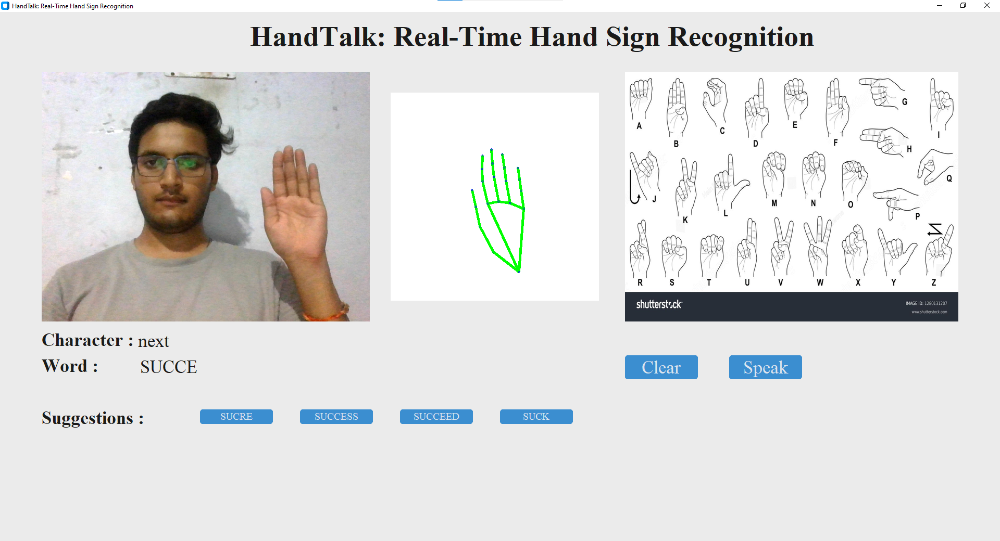 HandTalk: Real-Time Hand Sign Recognition
HandTalk: Real-Time Hand Sign Recognition
A
B
C
D
E
F
G
H
I
J
K
L
M
N
O
P
Q
R
S
T
U
V
W
X
Y
Z
shutterstock
IMAGE ID: 1280131207
www.shutterstock.com
Character : next
Word : SUCCE
Clear Speak
Suggestions : SUCRE SUCCESS SUCCEED SUCK